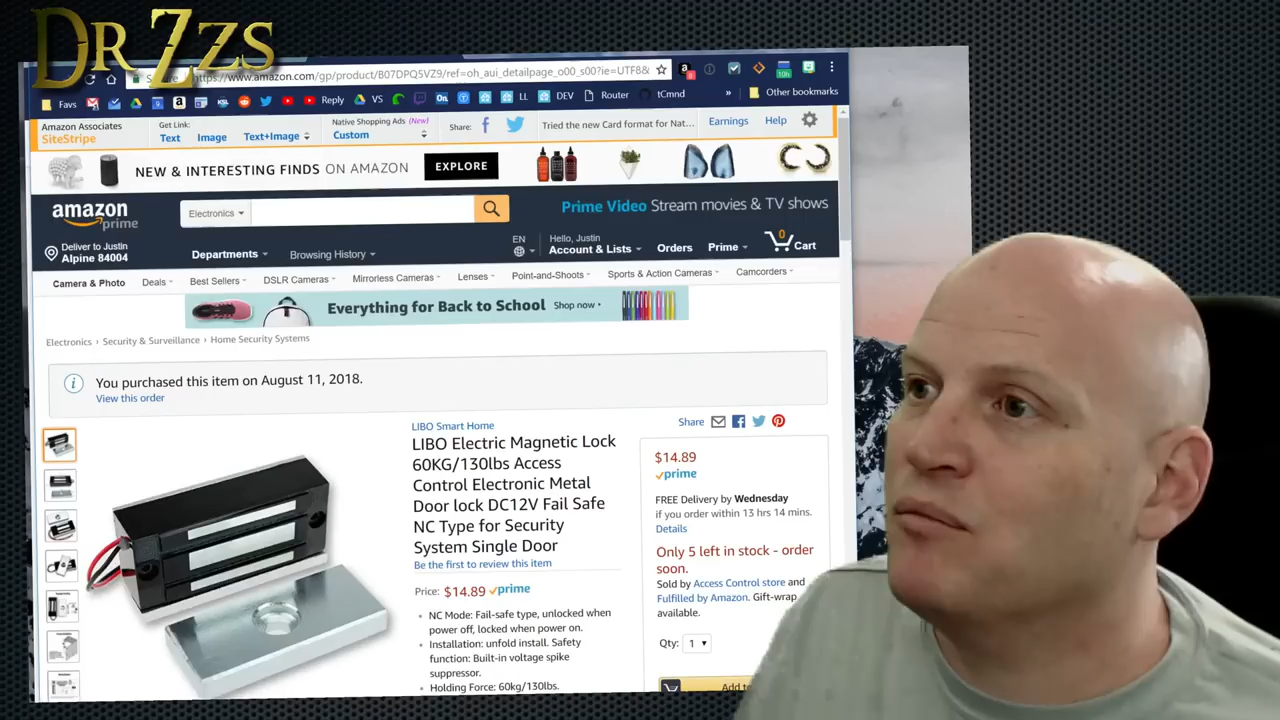 DR ZZS
https://www.amazon.com/gp/product/B07DPQ5VZ9/ref=oh_aui_detailpage_o00_s00?ie=UTF8&
8
10h
Favs
KSL
Reply
VS
On
LL
DEV
Router
tCmnd
»
Other bookmarks
Amazon Associates
SiteStripe
Get Link:
Text
Image
Text+Image
Native Shopping Ads (New)
Custom
Share:
Tried the new Card format for Nat...
Earnings
Help
NEW & INTERESTING FINDS ON AMAZON
EXPLORE
amazon
prime
Electronics
Prime Video Stream movies & TV shows
Deliver to Justin
Alpine 84004
Departments
Browsing History
EN
Hello, Justin
Account & Lists
Orders
Prime
0
Cart
Camera & Photo
Deals
Best Sellers
DSLR Cameras
Mirrorless Cameras
Lenses
Point-and-Shoots
Sports & Action Cameras
Camcorders
Everything for Back to School
Shop now
Electronics › Security & Surveillance › Home Security Systems
i
You purchased this item on August 11, 2018.
View this order
LIBO Smart Home
LIBO Electric Magnetic Lock
60KG/130lbs Access
Control Electronic Metal
Door lock DC12V Fail Safe
NC Type for Security
System Single Door
Be the first to review this item
Price: $14.89 prime
• NC Mode: Fail-safe type, unlocked when
power off, locked when power on.
• Installation: unfold install. Safety
function: Built-in voltage spike
suppressor.
• Holding Force: 60kg/130lbs.
Share
$14.89
prime
FREE Delivery by Wednesday
if you order within 13 hrs 14 mins.
Details
Only 5 left in stock - order
soon.
Sold by Access Control store and
Fulfilled by Amazon. Gift-wrap
available.
Qty: 1
Add to